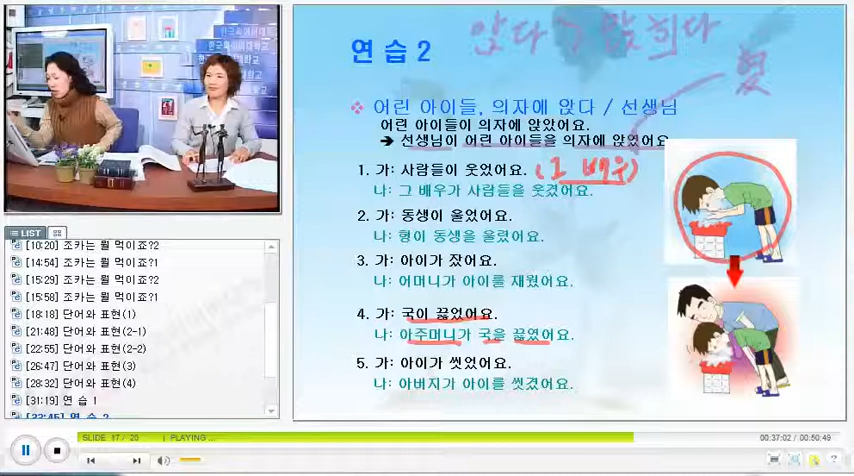 한국싸이버대학교
연 습 2
앉다 > 앉히다
혔
❖ 어린 아이들, 의자에 앉다 / 선생님
어린 아이들이 의자에 앉았어요.
➔ 선생님이 어린 아이들을 의자에 앉혔어요
1. 가: 사람들이 웃었어요. (그 배우)
나: 그 배우가 사람들을 웃겼어요.
2. 가: 동생이 울었어요.
나: 형이 동생을 울렸어요.
3. 가: 아이가 잤어요.
나: 어머니가 아이를 재웠어요.
4. 가: 국이 끓었어요.
나: 아주머니가 국을 끓였어요.
5. 가: 아이가 씻었어요.
나: 아버지가 아이를 씻겼어요.
LIST
[10:20] 조카는 뭘 먹이죠?2
[14:54] 조카는 뭘 먹이죠?1
[15:29] 조카는 뭘 먹이죠?2
[15:58] 조카는 뭘 먹이죠?1
[18:18] 단어와 표현(1)
[21:48] 단어와 표현(2-1)
[22:55] 단어와 표현(2-2)
[26:47] 단어와 표현(3)
[28:32] 단어와 표현(4)
[31:19] 연 습 1
[33:45] 연 습 2
SLIDE 17 / 20 | PLAYING ...
00:37:02 / 00:50:49